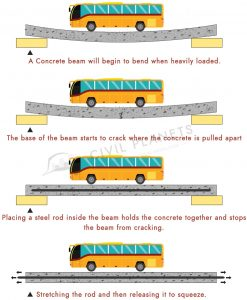 A Concrete beam will begin to bend when heavily loaded.
The base of the beam starts to crack where the concrete is pulled apart
CIVIL PLANETS
Placing a steel rod inside the beam holds the concrete together and stops
the beam from cracking.
Stretching the rod and then releasing it to squeeze.